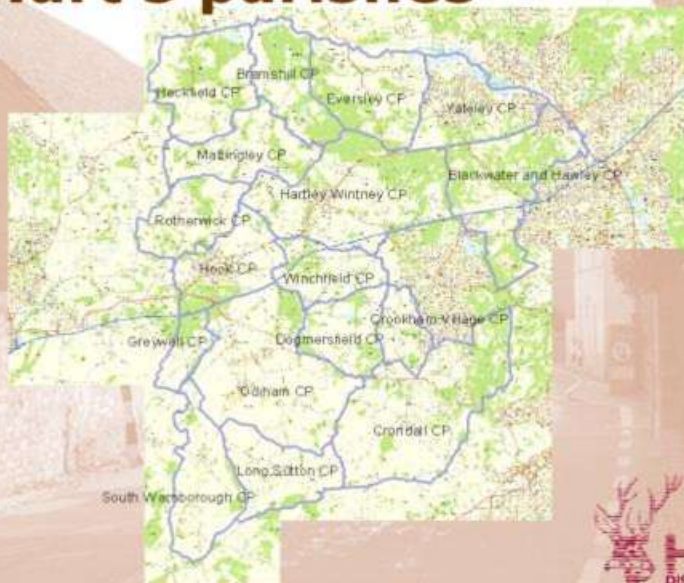 parishes
Bramshill CP
Heckfield CP
Eversley CP
Yateley CP
Mattingley CP
Blackwater and Hawley CP
Hartley Wintney CP
Rotherwick CP
Hook CP
Winchfield CP
Crookham Village CP
Greywell CP
Dogmersfield CP
Odiham CP
Crondall CP
Long Sutton CP
South Warnborough CP